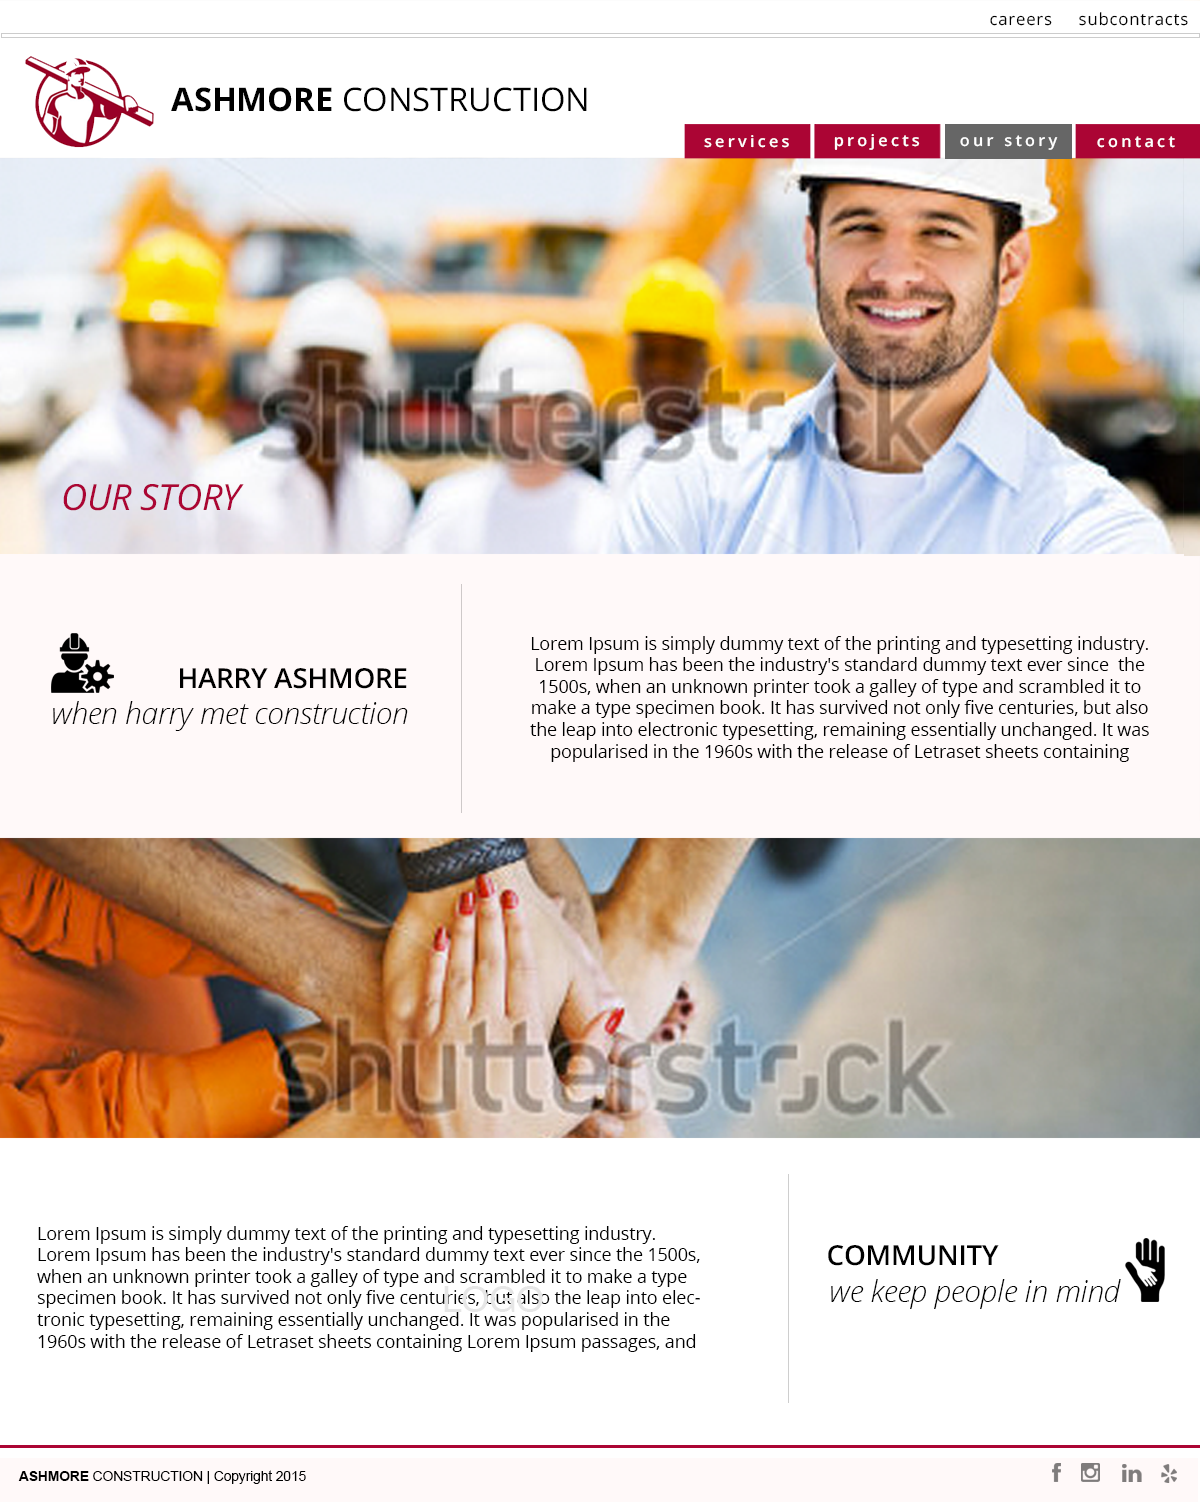 careers subcontracts
ASHMORE CONSTRUCTION
services projects our story contact
shutterstock
OUR STORY
Lorem Ipsum is simply dummy text of the printing and typesetting industry.
Lorem Ipsum has been the industry's standard dummy text ever since the
1500s, when an unknown printer took a galley of type and scrambled it to
make a type specimen book. It has survived not only five centuries, but also
the leap into electronic typesetting, remaining essentially unchanged. It was
popularised in the 1960s with the release of Letraset sheets containing
HARRY ASHMORE
when harry met construction
shutterstock
Lorem Ipsum is simply dummy text of the printing and typesetting industry.
Lorem Ipsum has been the industry's standard dummy text ever since the 1500s,
when an unknown printer took a galley of type and scrambled it to make a type
specimen book. It has survived not only five centuries, but also the leap into elec-
tronic typesetting, remaining essentially unchanged. It was popularised in the
1960s with the release of Letraset sheets containing Lorem Ipsum passages, and
LOGO
COMMUNITY
we keep people in mind
ASHMORE CONSTRUCTION | Copyright 2015